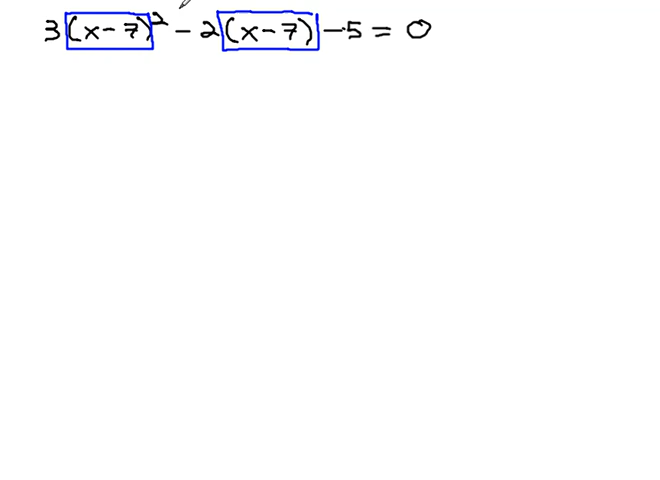 3(x-7)² - 2(x-7) - 5 = 0